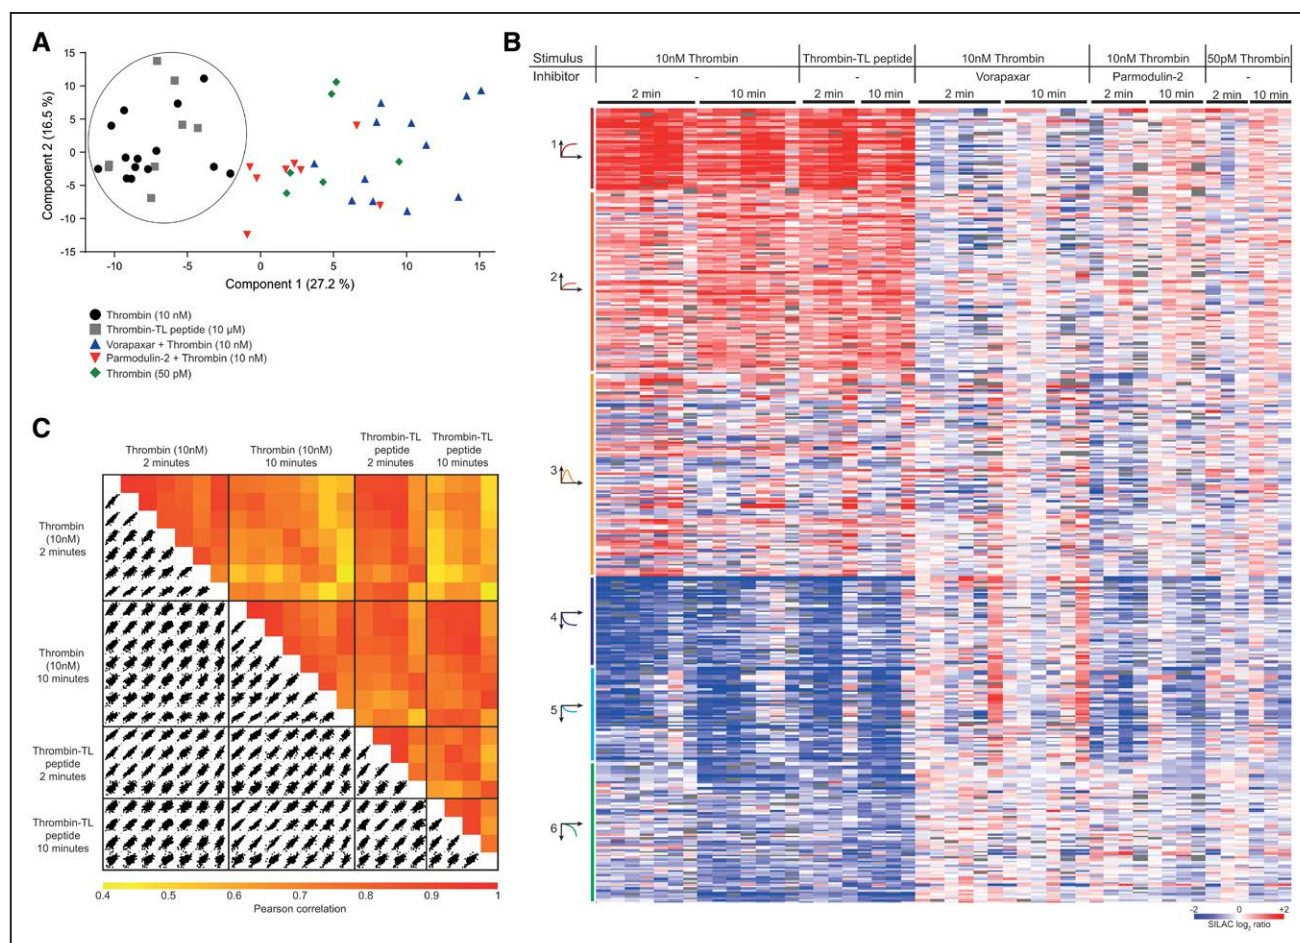 A
15
10
5
0
-5
-10
-15
Component 2 (16.5 %)
-10
-5
0
5
10
15
Component 1 (27.2 %)
Thrombin (10 nM)
Thrombin-TL peptide (10 µM)
Vorapaxar + Thrombin (10 nM)
Parmodulin-2 + Thrombin (10 nM)
Thrombin (50 pM)
B
Stimulus
10nM Thrombin
Thrombin-TL peptide
10nM Thrombin
10nM Thrombin
50pM Thrombin
Inhibitor
-
-
Vorapaxar
Parmodulin-2
-
2 min
10 min
2 min
10 min
2 min
10 min
2 min
10 min
2 min
10 min
1
2
3
4
5
6
-2
0
+2
SILAC log2 ratio
C
Thrombin (10nM)
2 minutes
Thrombin (10nM)
10 minutes
Thrombin-TL
peptide
2 minutes
Thrombin-TL
peptide
10 minutes
Thrombin
(10nM)
2 minutes
Thrombin
(10nM)
10 minutes
Thrombin-TL
peptide
2 minutes
Thrombin-TL
peptide
10 minutes
0.4
0.5
0.6
0.7
0.8
0.9
1
Pearson correlation